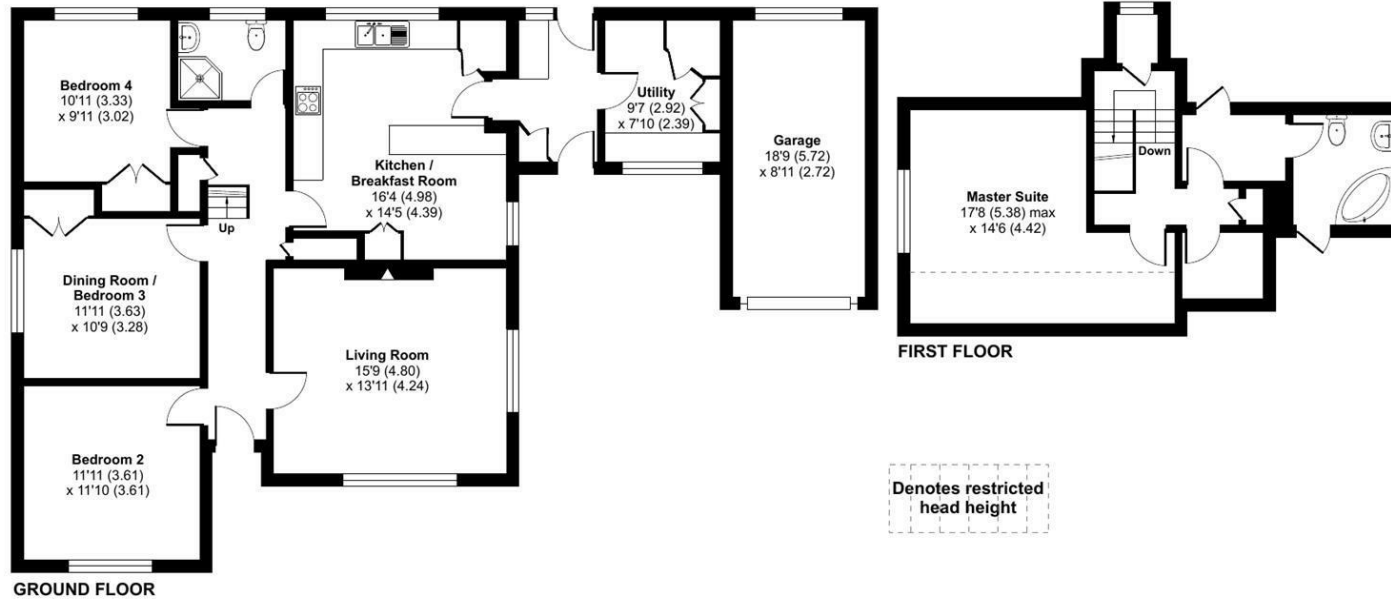 Bedroom 4
10'11 (3.33)
x 9'11 (3.02)
Utility
9'7 (2.92)
x 7'10 (2.39)
Garage
18'9 (5.72)
x 8'11 (2.72)
Kitchen /
Breakfast Room
16'4 (4.98)
x 14'5 (4.39)
Up
Dining Room /
Bedroom 3
11'11 (3.63)
x 10'9 (3.28)
Living Room
15'9 (4.80)
x 13'11 (4.24)
Bedroom 2
11'11 (3.61)
x 11'10 (3.61)
GROUND FLOOR
Down
Master Suite
17'8 (5.38) max
x 14'6 (4.42)
FIRST FLOOR
Denotes restricted
head height